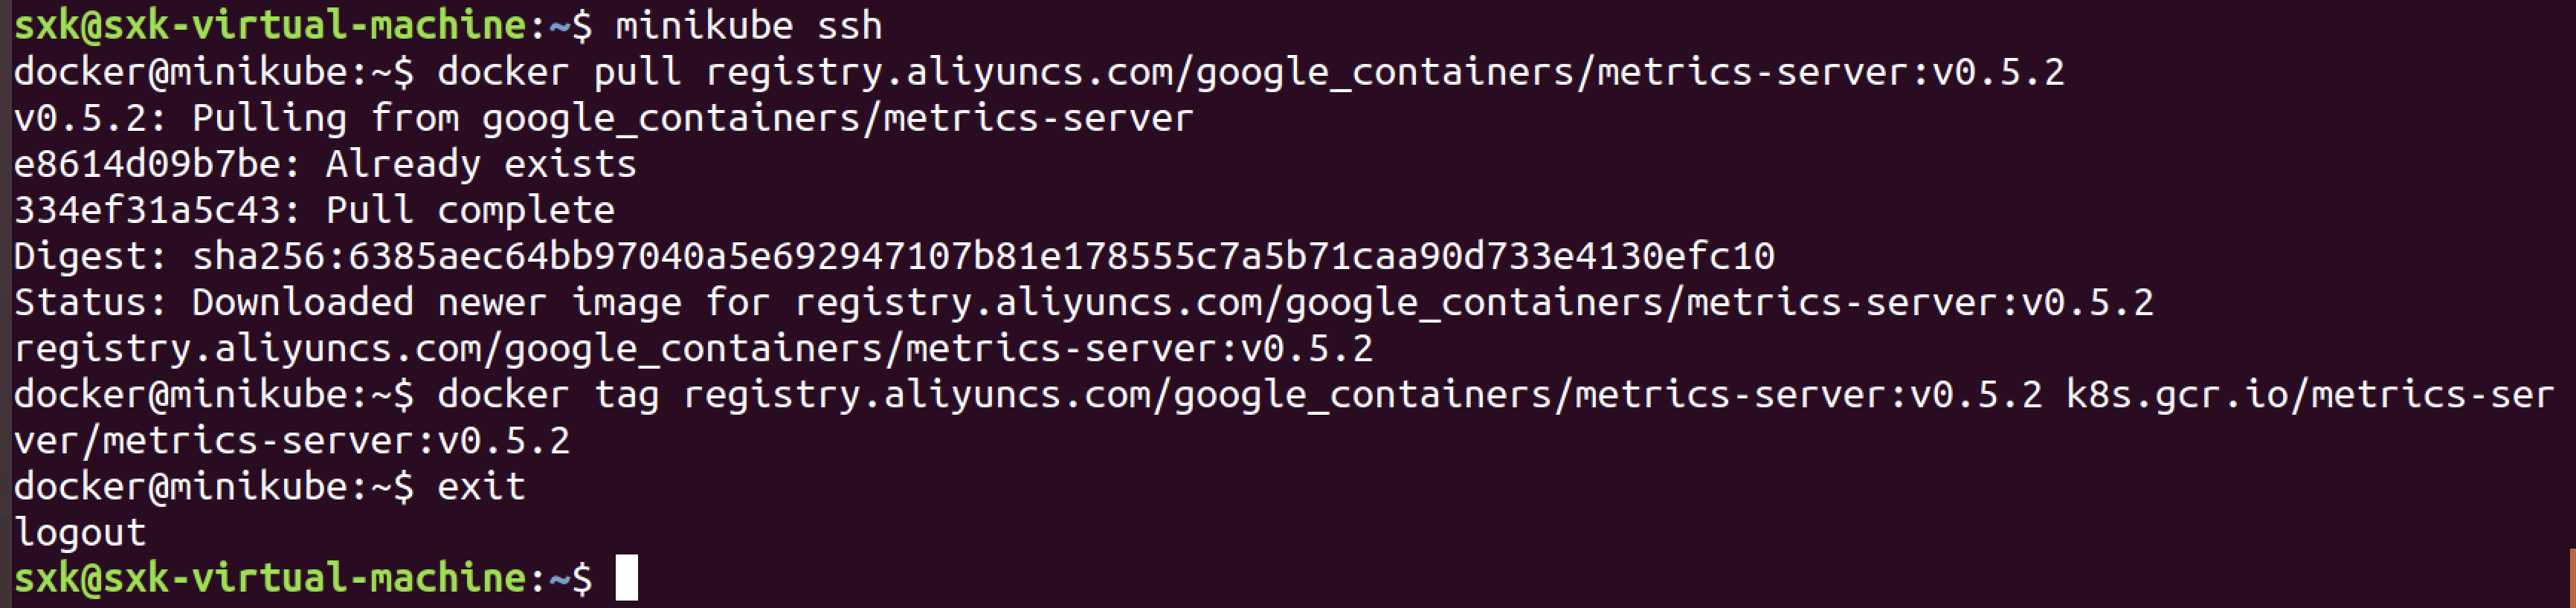 sxk@sxk-virtual-machine:~$ minikube ssh
docker@minikube:~$ docker pull registry.aliyuncs.com/google_containers/metrics-server:v0.5.2
v0.5.2: Pulling from google_containers/metrics-server
e8614d09b7be: Already exists
334ef31a5c43: Pull complete
Digest: sha256:6385aec64bb97040a5e692947107b81e178555c7a5b71caa90d733e4130efc10
Status: Downloaded newer image for registry.aliyuncs.com/google_containers/metrics-server:v0.5.2
registry.aliyuncs.com/google_containers/metrics-server:v0.5.2
docker@minikube:~$ docker tag registry.aliyuncs.com/google_containers/metrics-server:v0.5.2 k8s.gcr.io/metrics-ser
ver/metrics-server:v0.5.2
docker@minikube:~$ exit
logout
sxk@sxk-virtual-machine:~$